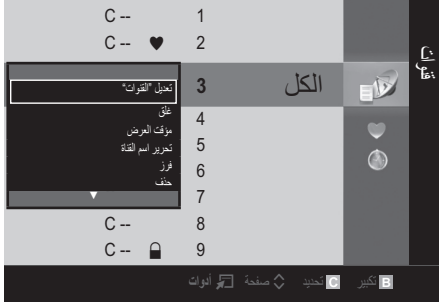 قنوات
الكل
1 C --
2 C --
3
4
5
6
7
8 C --
9 C --
تعديل "القنوات"
غلق
مؤقت العرض
تحرير اسم القناة
فرز
حذف
B تكبير C تحديد صفحة أدوات